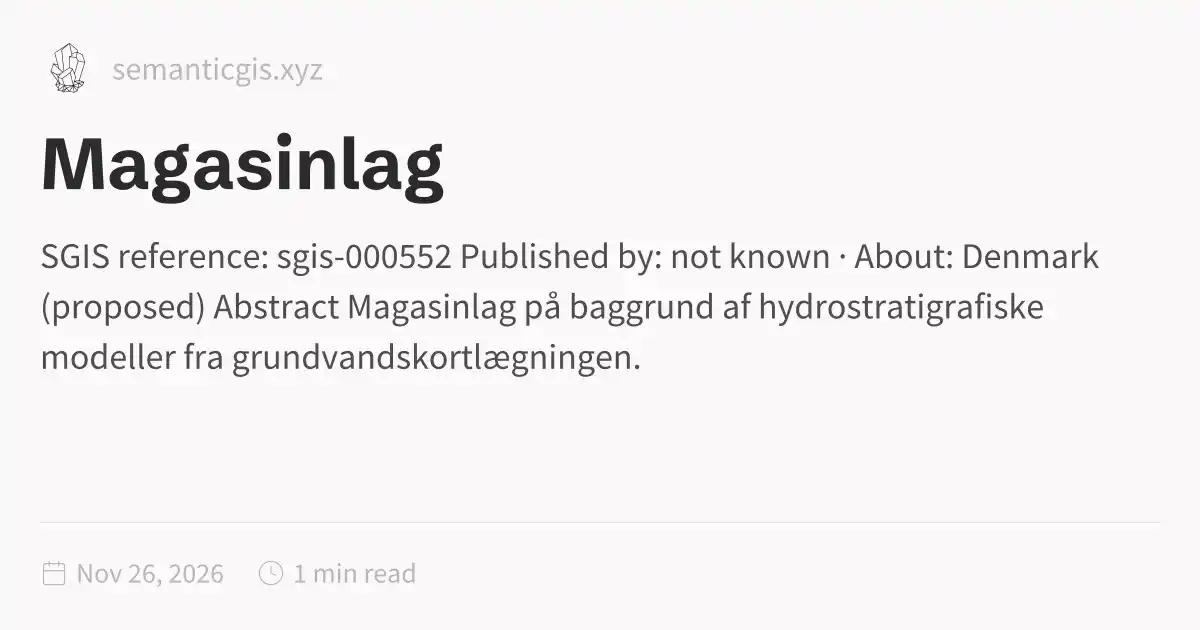 semanticgis.xyz
Magasinlag
SGIS reference: sgis-000552 Published by: not known · About: Denmark
(proposed) Abstract Magasinlag på baggrund af hydrostratigrafiske
modeller fra grundvandskortlægningen.
Nov 26, 2026 1 min read